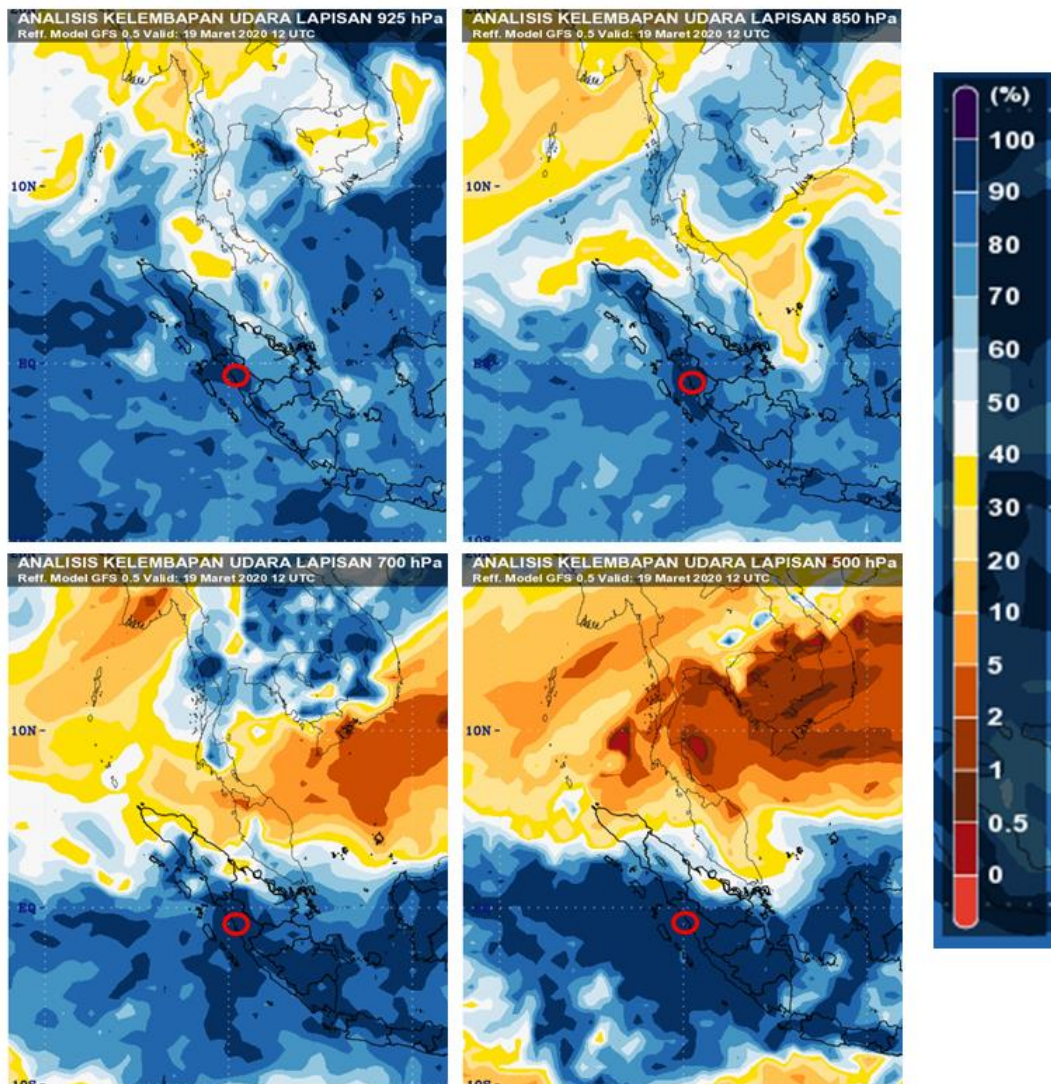 ANALISIS KELEMBAPAN UDARA LAPISAN 925 hPa
Reff. Model GFS 0.5 Valid: 19 Maret 2020 12 UTC
10N
EQ
ANALISIS KELEMBAPAN UDARA LAPISAN 850 hPa
Reff. Model GFS 0.5 Valid: 19 Maret 2020 12 UTC
10N
EQ
10S
ANALISIS KELEMBAPAN UDARA LAPISAN 700 hPa
Reff. Model GFS 0.5 Valid: 19 Maret 2020 12 UTC
10N
EQ
10S
ANALISIS KELEMBAPAN UDARA LAPISAN 500 hPa
Reff. Model GFS 0.5 Valid: 19 Maret 2020 12 UTC
10N
10S
(%)
100
90
80
70
60
50
40
30
20
10
5
2
1
0.5
0